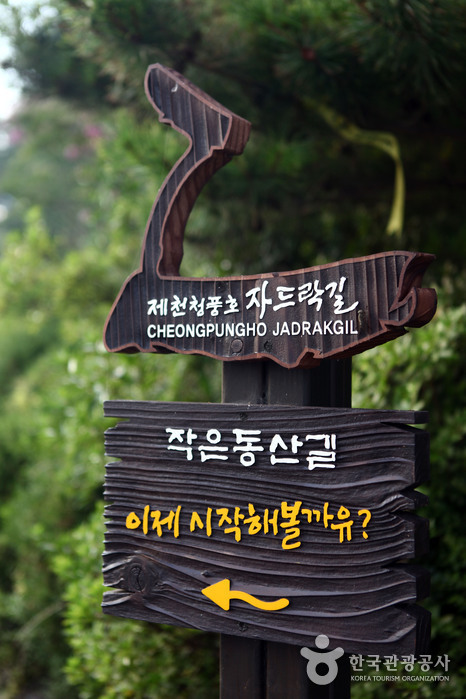 제천청풍호 자드락길
CHEONGPUNGHO JADRAKGIL
작은동산길
이제 시작해볼까유?
한국관광공사
KOREA TOURISM ORGANIZATION